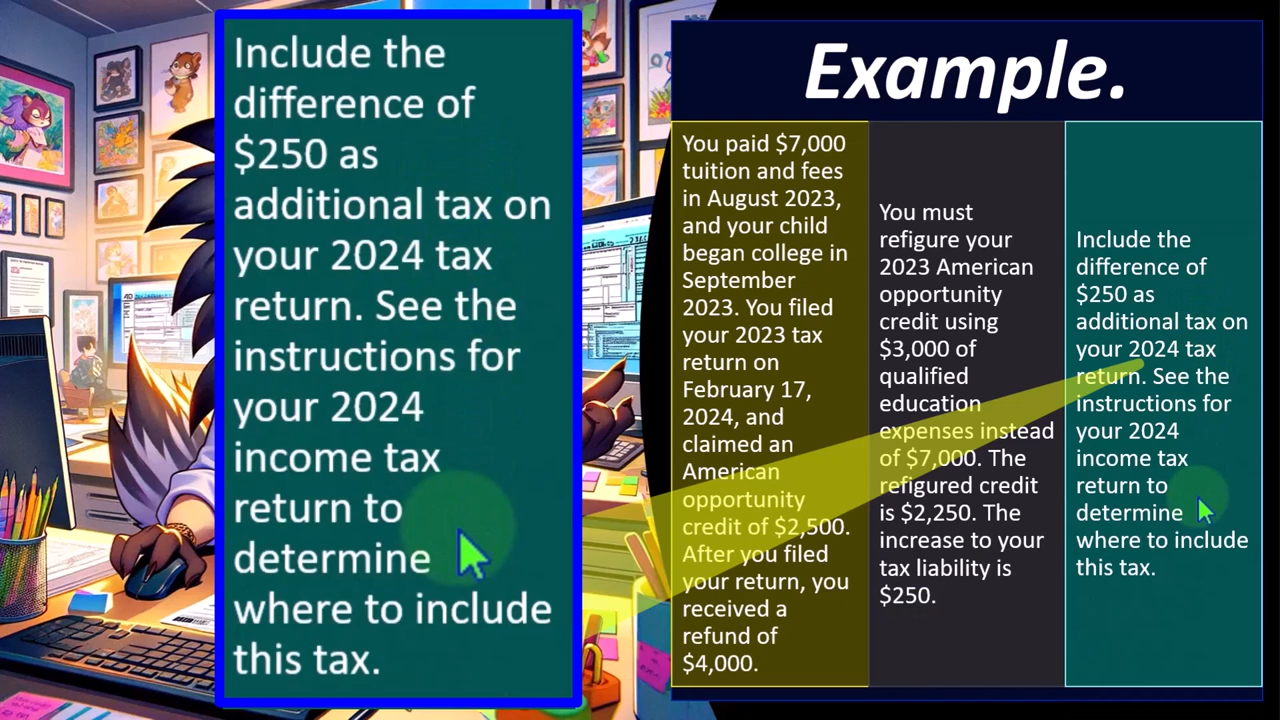 Include the
difference of
$250 as
additional tax on
your 2024 tax
return. See the
instructions for
your 2024
income tax
return to
determine
where to include
this tax.
Example.
You paid $7,000
tuition and fees
in August 2023,
and your child
began college in
September
2023. You filed
your 2023 tax
return on
February 17,
2024, and
claimed an
American
opportunity
credit of $2,500.
After you filed
your return, you
received a
refund of
$4,000.
You must
refigure your
2023 American
opportunity
credit using
$3,000 of
qualified
education
expenses instead
of $7,000. The
refigured credit
is $2,250. The
increase to your
tax liability is
$250.
Include the
difference of
$250 as
additional tax on
your 2024 tax
return. See the
instructions for
your 2024
income tax
return to
determine
where to include
this tax.